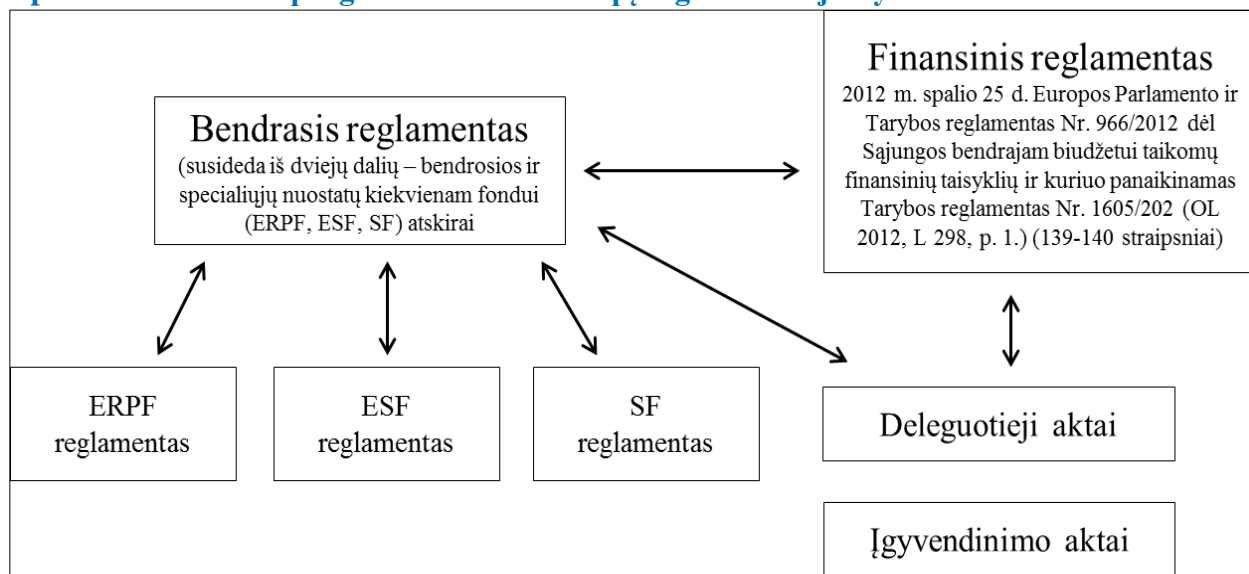 Bendrasis reglamentas
(susideda iš dviejų dalių – bendrosios ir
specialiųjų nuostatų kiekvienam fondui
(ERPF, ESF, SF) atskirai
Finansinis reglamentas
2012 m. spalio 25 d. Europos Parlamento ir
Tarybos reglamentas Nr. 966/2012 dėl
Sąjungos bendrajam biudžetui taikomų
finansinių taisyklių ir kuriuo panaikinamas
Tarybos reglamentas Nr. 1605/202 (OL
2012, L 298, p. 1.) (139-140 straipsniai)
ERPF
reglamentas
ESF
reglamentas
SF
reglamentas
Deleguotieji aktai
Įgyvendinimo aktai